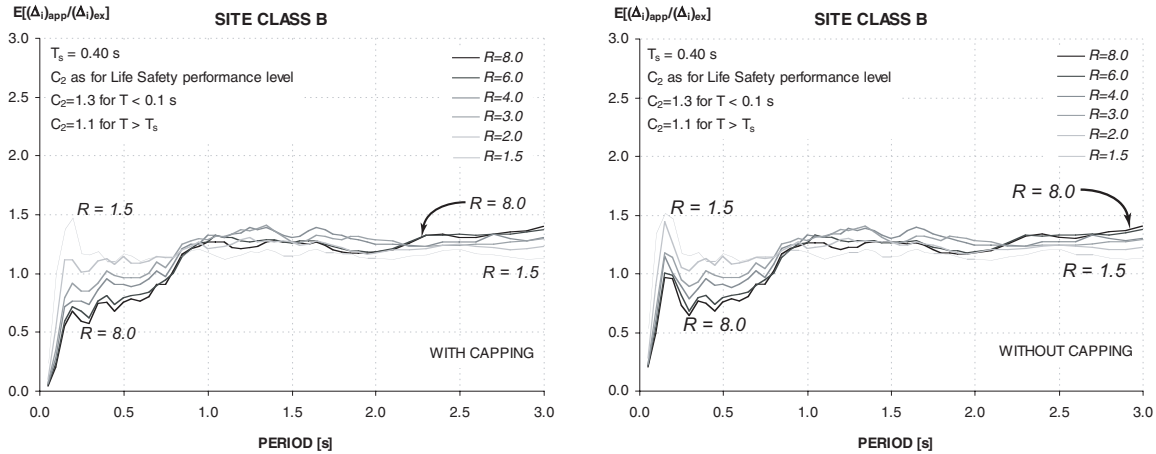 E[(Δi)app/(Δi)ex]
SITE CLASS B
3.0
2.5
2.0
1.5
1.0
0.5
0.0
Ts = 0.40 s
C2 as for Life Safety performance level
C2=1.3 for T < 0.1 s
C2=1.1 for T > Ts
R=8.0
R=6.0
R=4.0
R=3.0
R=2.0
R=1.5
R = 1.5
R = 8.0
R = 1.5
R = 8.0
WITH CAPPING
0.0 0.5 1.0 1.5 2.0 2.5 3.0
PERIOD [s]
E[(Δi)app/(Δi)ex]
SITE CLASS B
3.0
2.5
2.0
1.5
1.0
0.5
0.0
Ts = 0.40 s
C2 as for Life Safety performance level
C2=1.3 for T < 0.1 s
C2=1.1 for T > Ts
R=8.0
R=6.0
R=4.0
R=3.0
R=2.0
R=1.5
R = 1.5
R = 8.0
R = 1.5
R = 8.0
WITHOUT CAPPING
0.0 0.5 1.0 1.5 2.0 2.5 3.0
PERIOD [s]